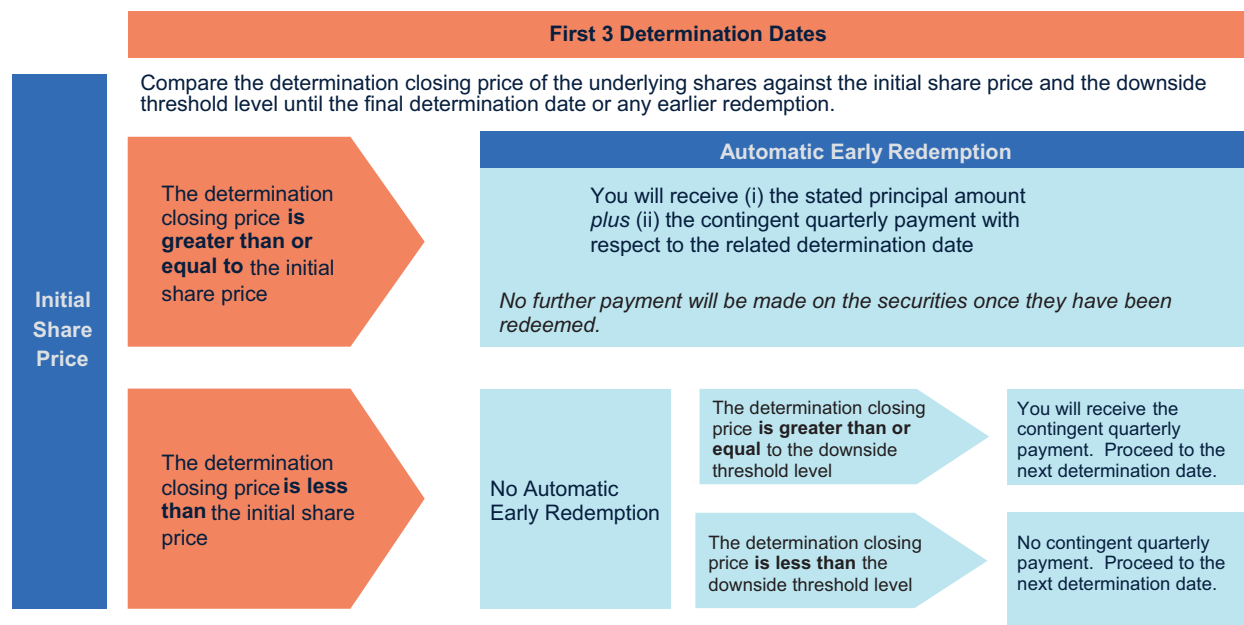 First 3 Determination Dates
Compare the determination closing price of the underlying shares against the initial share price and the downside
threshold level until the final determination date or any earlier redemption.
Initial
Share
Price
The determination
closing price is
greater than or
equal to the initial
share price
Automatic Early Redemption
You will receive (i) the stated principal amount
plus (ii) the contingent quarterly payment with
respect to the related determination date
No further payment will be made on the securities once they have been
redeemed.
The determination
closing price is less
than the initial share
price
No Automatic
Early Redemption
The determination closing
price is greater than or
equal to the downside
threshold level
You will receive the
contingent quarterly
payment. Proceed to the
next determination date.
The determination closing
price is less than the
downside threshold level
No contingent quarterly
payment. Proceed to the
next determination date.